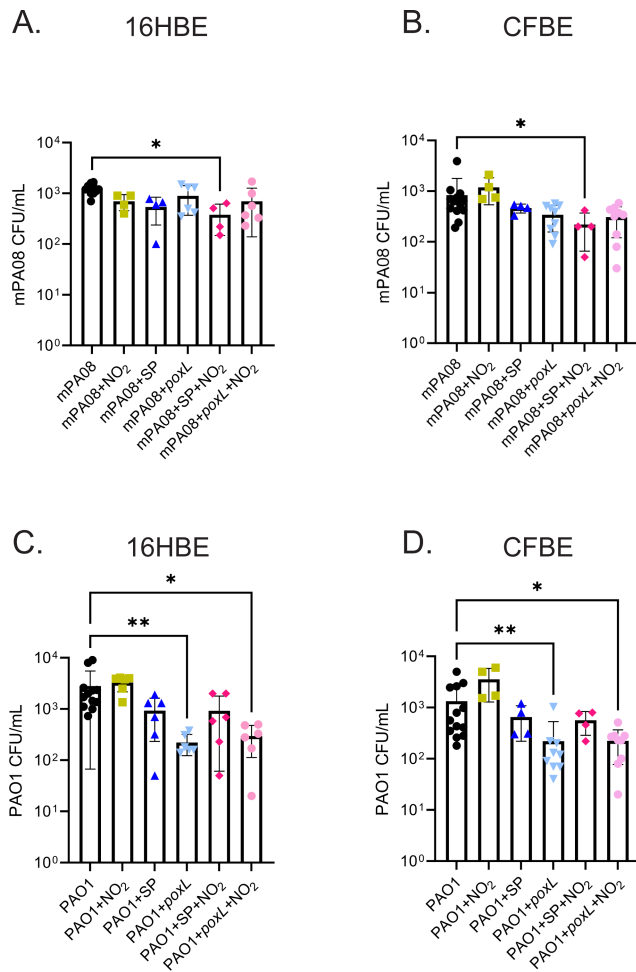 A.
16HBE
*
mPA08 CFU/mL
10⁴
10³
10²
10¹
10⁰
mPA08
mPA08+NO₂
mPA08+SP
mPA08+poxL
mPA08+SP+NO₂
mPA08+poxL+NO₂
B.
CFBE
*
mPA08 CFU/mL
10⁴
10³
10²
10¹
10⁰
mPA08
mPA08+NO₂
mPA08+SP
mPA08+poxL
mPA08+SP+NO₂
mPA08+poxL+NO₂
C.
16HBE
*
**
PAO1 CFU/mL
10⁴
10³
10²
10¹
10⁰
PAO1
PAO1+NO₂
PAO1+SP
PAO1+poxL
PAO1+SP+NO₂
PAO1+poxL+NO₂
D.
CFBE
*
**
PAO1 CFU/mL
10⁴
10³
10²
10¹
10⁰
PAO1
PAO1+NO₂
PAO1+SP
PAO1+poxL
PAO1+SP+NO₂
PAO1+poxL+NO₂